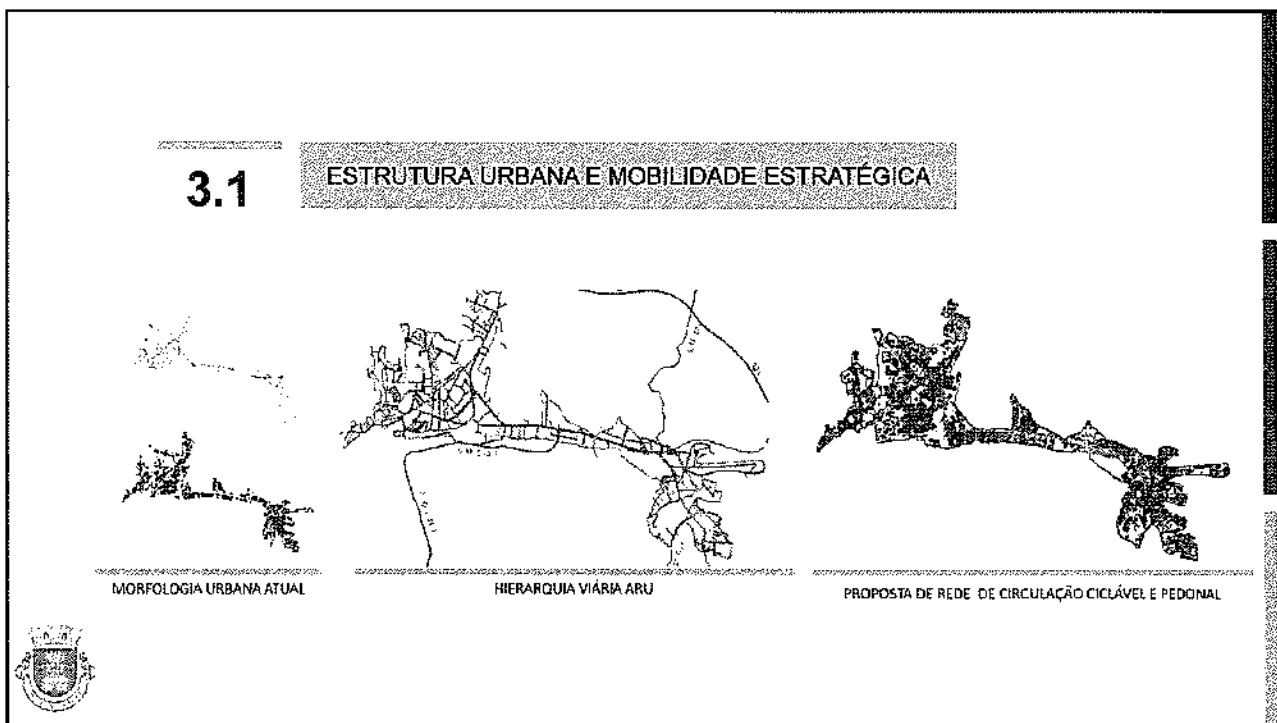 3.1
ESTRUTURA URBANA E MOBILIDADE ESTRATÉGICA
MORFOLOGIA URBANA ATUAL
HIERARQUIA VIÁRIA ARU
PROPOSTA DE REDE DE CIRCULAÇÃO CICLÁVEL E PEDONAL